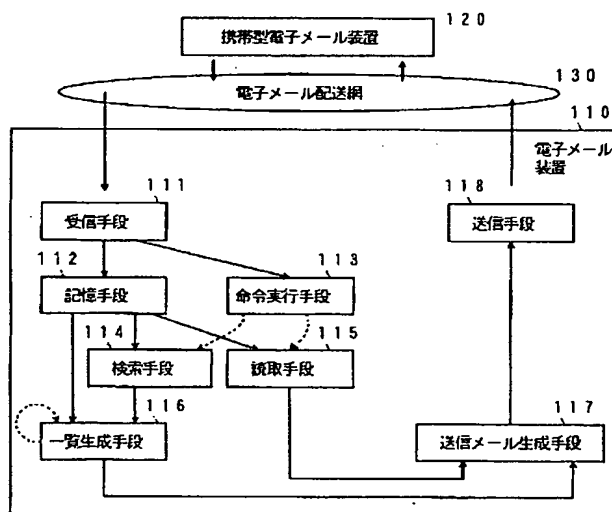 120
携帯型電子メール装置
130
電子メール配送網
110
電子メール
装置
111
受信手段
118
送信手段
112
記憶手段
113
命令実行手段
114
検索手段
115
読取手段
116
一覧生成手段
117
送信メール生成手段